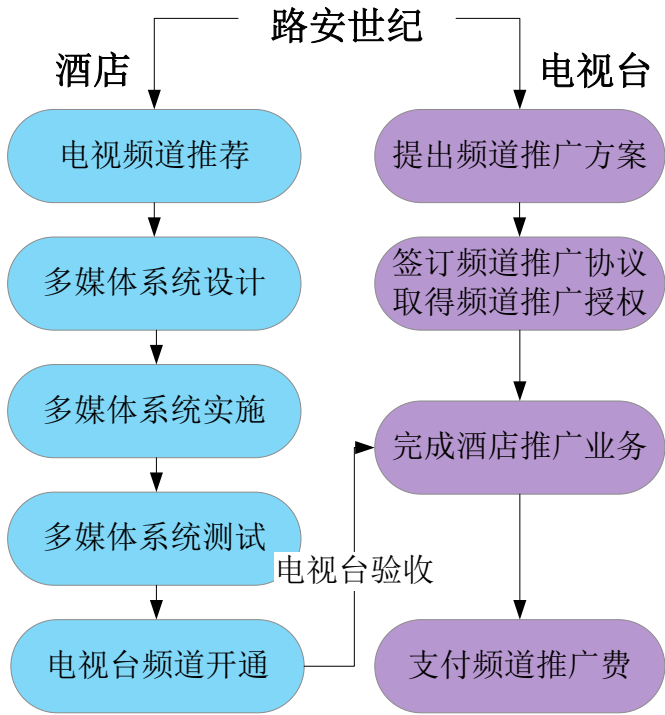 路安世纪
酒店
电视台
电视频道推荐
提出频道推广方案
多媒体系统设计
签订频道推广协议
取得频道推广授权
多媒体系统实施
完成酒店推广业务
多媒体系统测试
电视台验收
电视台频道开通
支付频道推广费